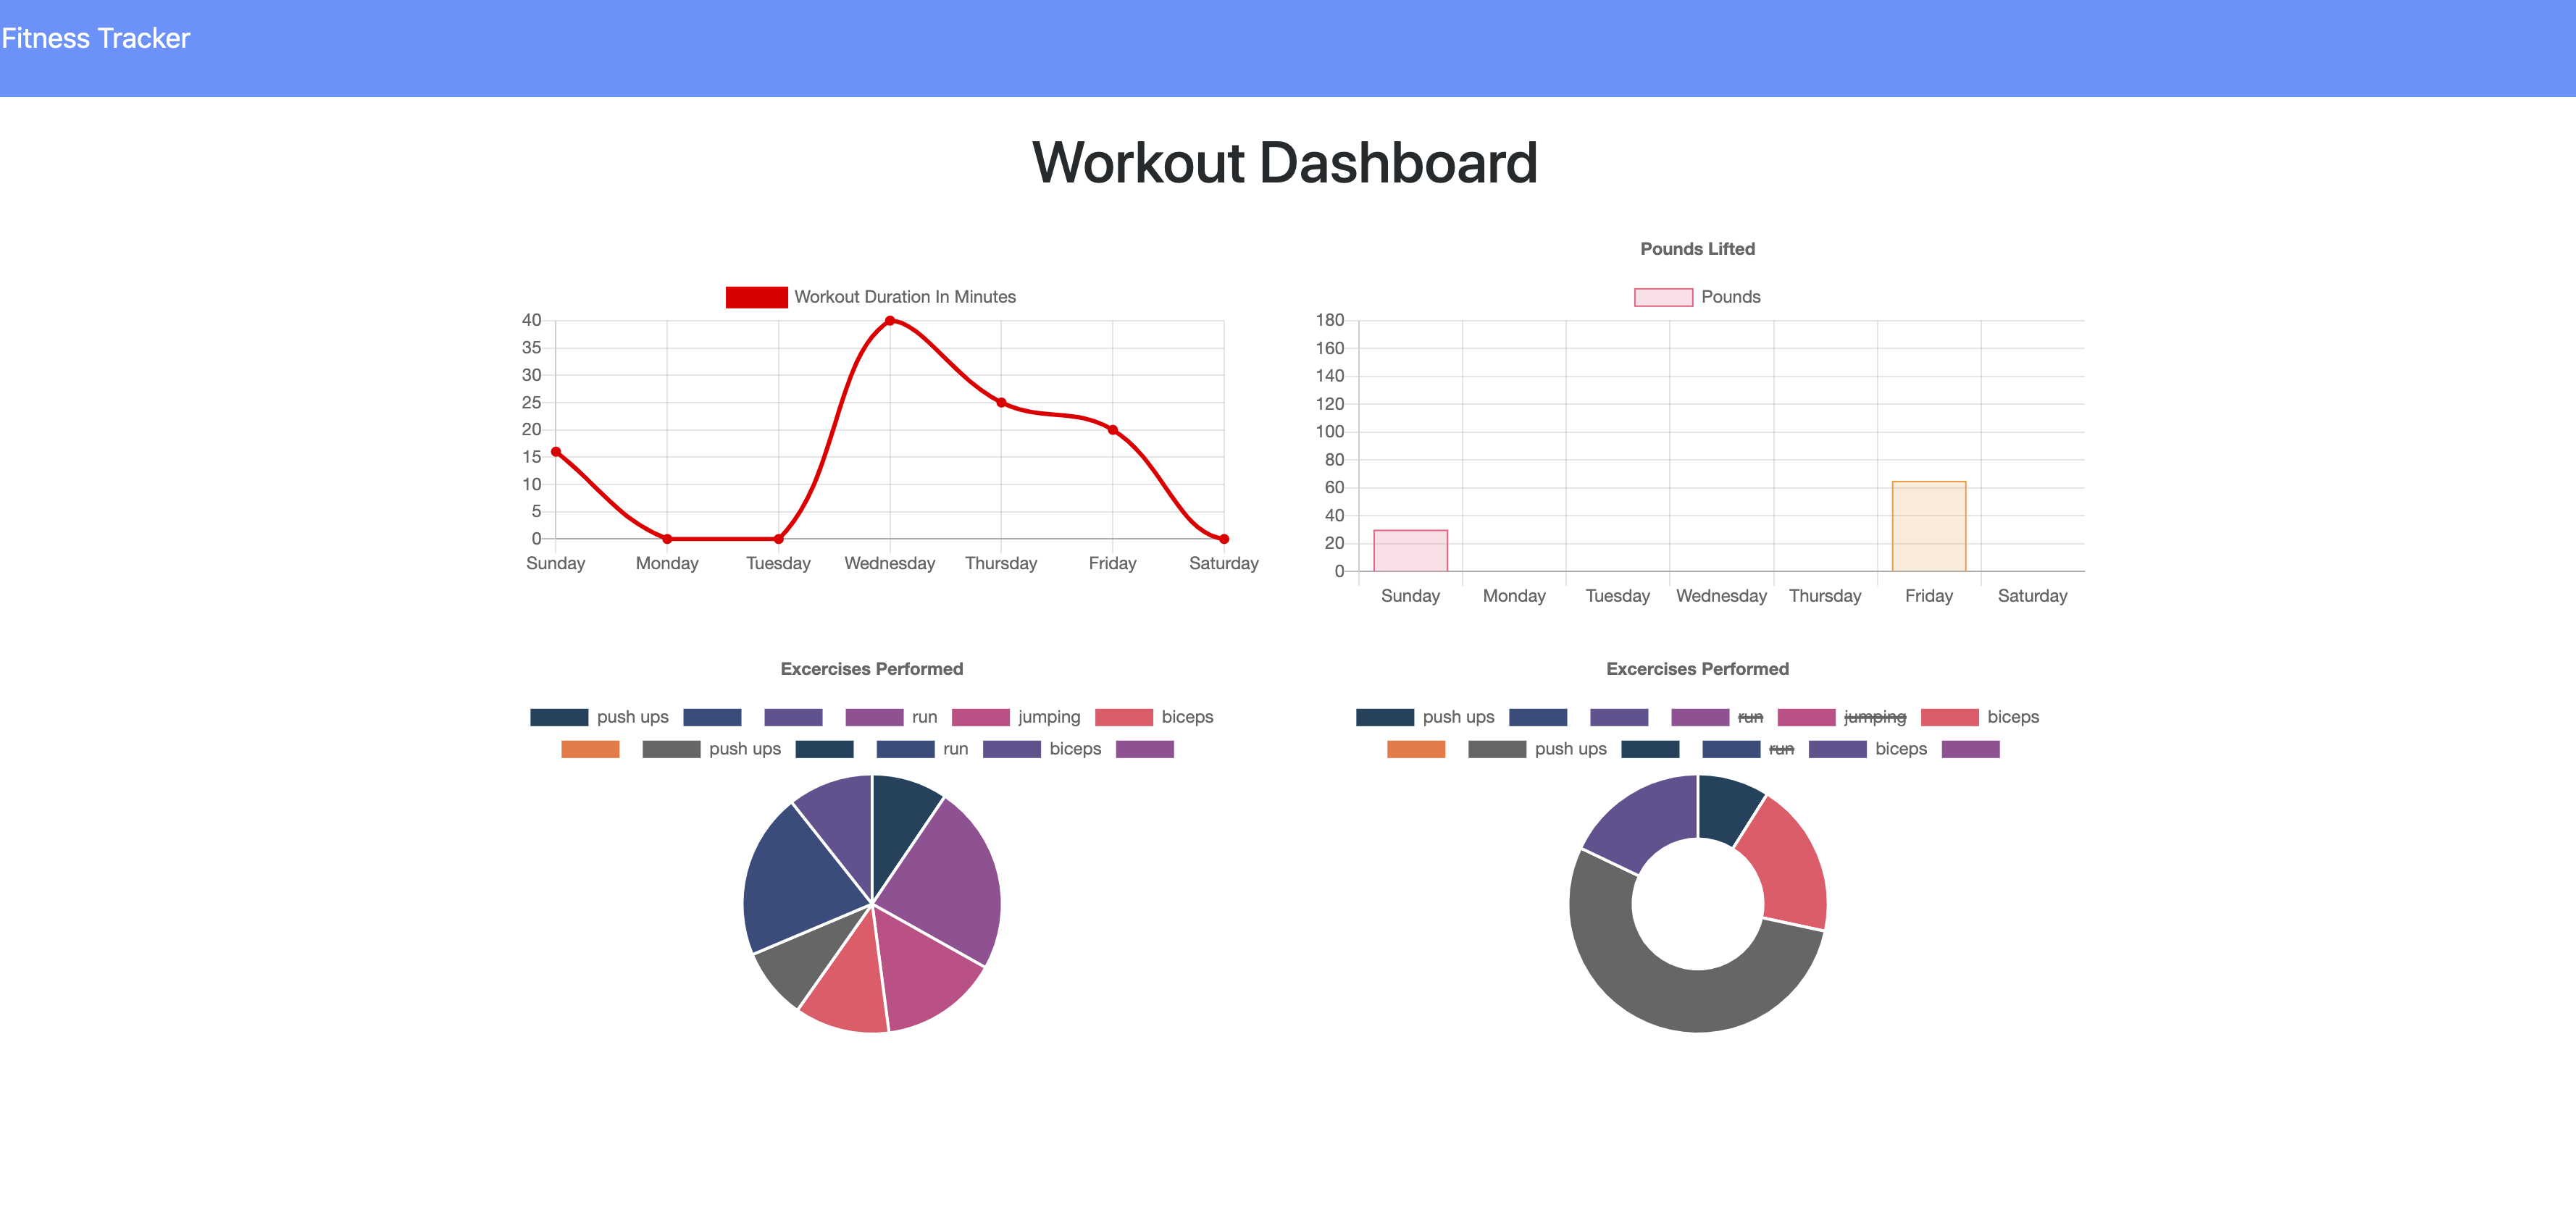 Fitness Tracker
Workout Dashboard
Workout Duration In Minutes
40
35
30
25
20
15
10
5
0
Sunday Monday Tuesday Wednesday Thursday Friday Saturday
Pounds Lifted
Pounds
180
160
140
120
100
80
60
40
20
0
Sunday Monday Tuesday Wednesday Thursday Friday Saturday
Excercises Performed
push ups run jumping biceps
push ups run biceps
Excercises Performed
push ups run jumping biceps
push ups run biceps